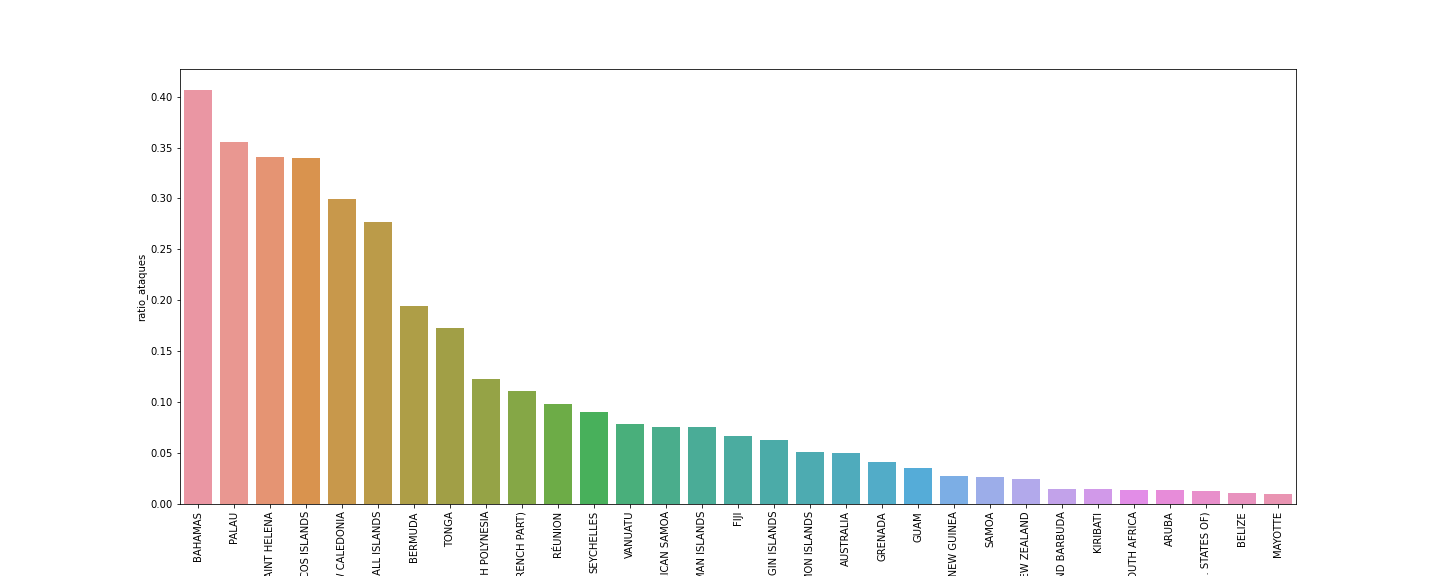 0.40
0.35
0.30
0.25
0.20
0.15
0.10
0.05
0.00
ratio_ataques
BAHAMAS
PALAU
AINT HELENA
COS ISLANDS
CALEDONIA
ALL ISLANDS
BERMUDA
TONGA
H POLYNESIA
RENCH PART)
RÉUNION
SEYCHELLES
VANUATU
ICAN SAMOA
MAN ISLANDS
FIJI
GIN ISLANDS
MON ISLANDS
AUSTRALIA
GRENADA
GUAM
NEW GUINEA
SAMOA
EW ZEALAND
ND BARBUDA
KIRIBATI
OUTH AFRICA
ARUBA
STATES OF)
BELIZE
MAYOTTE